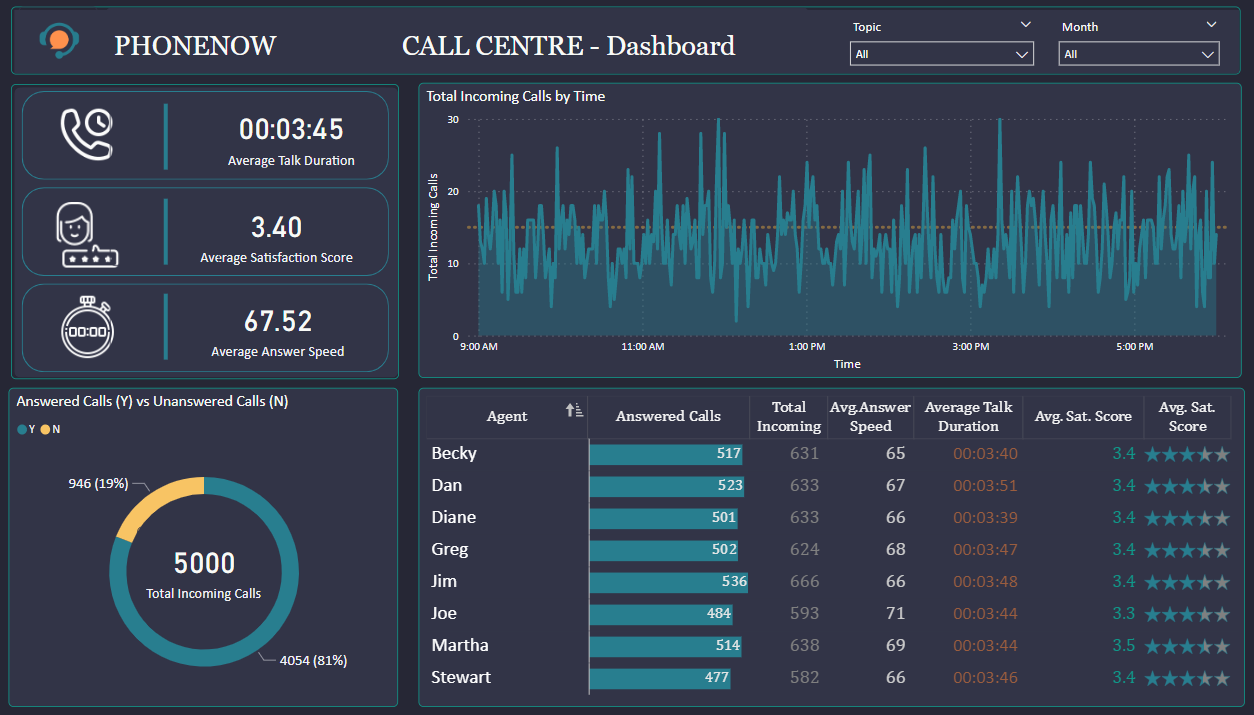 PHONENOW
CALL CENTRE - Dashboard
Topic
All
Month
All
00:03:45
Average Talk Duration
3.40
Average Satisfaction Score
00:00
67.52
Average Answer Speed
Total Incoming Calls by Time
Total Incoming Calls
30
20
10
0
9:00 AM 11:00 AM 1:00 PM 3:00 PM 5:00 PM
Time
Answered Calls (Y) vs Unanswered Calls (N)
Y N
946 (19%)
5000
Total Incoming Calls
4054 (81%)
Agent Answered Calls Total Incoming Avg.Answer Speed Average Talk Duration Avg. Sat. Score Avg. Sat. Score
Becky 517 631 65 00:03:40 3.4
Dan 523 633 67 00:03:51 3.4
Diane 501 633 66 00:03:39 3.4
Greg 502 624 68 00:03:47 3.4
Jim 536 666 66 00:03:48 3.4
Joe 484 593 71 00:03:44 3.3
Martha 514 638 69 00:03:44 3.5
Stewart 477 582 66 00:03:46 3.4